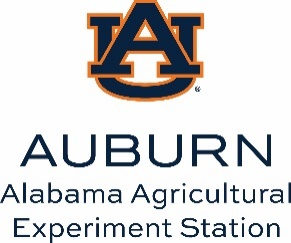 AU®
AUBURN
Alabama Agricultural
Experiment Station